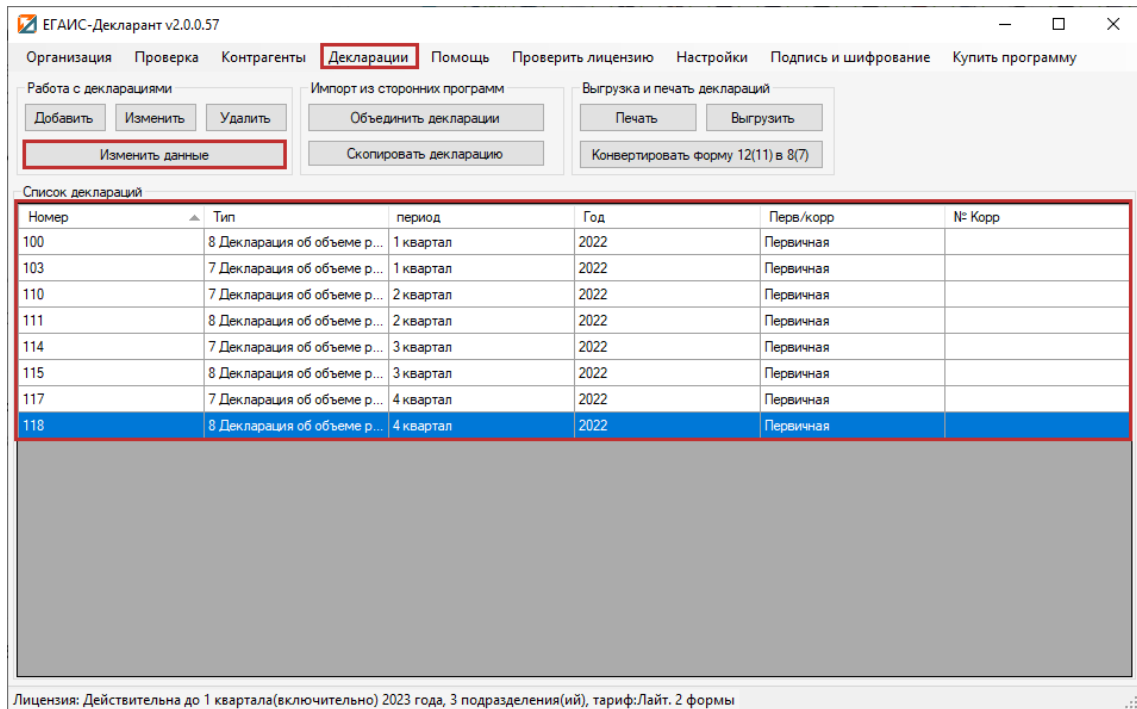 ЕГАИС-Декларант v2.0.0.57
Организация Проверка Контрагенты Декларации Помощь Проверить лицензию Настройки Подпись и шифрование Купить программу
Работа с декларациями Импорт из сторонних программ Выгрузка и печать деклараций
Добавить Изменить Удалить Объединить декларации Печать Выгрузить
Изменить данные Скопировать декларацию Конвертировать форму 12(11) в 8(7)
Список деклараций
Номер Тип период Год Перв/корр № Корр
100 8 Декларация об объеме р... 1 квартал 2022 Первичная
103 7 Декларация об объеме р... 1 квартал 2022 Первичная
110 7 Декларация об объеме р... 2 квартал 2022 Первичная
111 8 Декларация об объеме р... 2 квартал 2022 Первичная
114 7 Декларация об объеме р... 3 квартал 2022 Первичная
115 8 Декларация об объеме р... 3 квартал 2022 Первичная
117 7 Декларация об объеме р... 4 квартал 2022 Первичная
118 8 Декларация об объеме р... 4 квартал 2022 Первичная
Лицензия: Действительна до 1 квартала(включительно) 2023 года, 3 подразделения(ий), тариф:Лайт. 2 формы